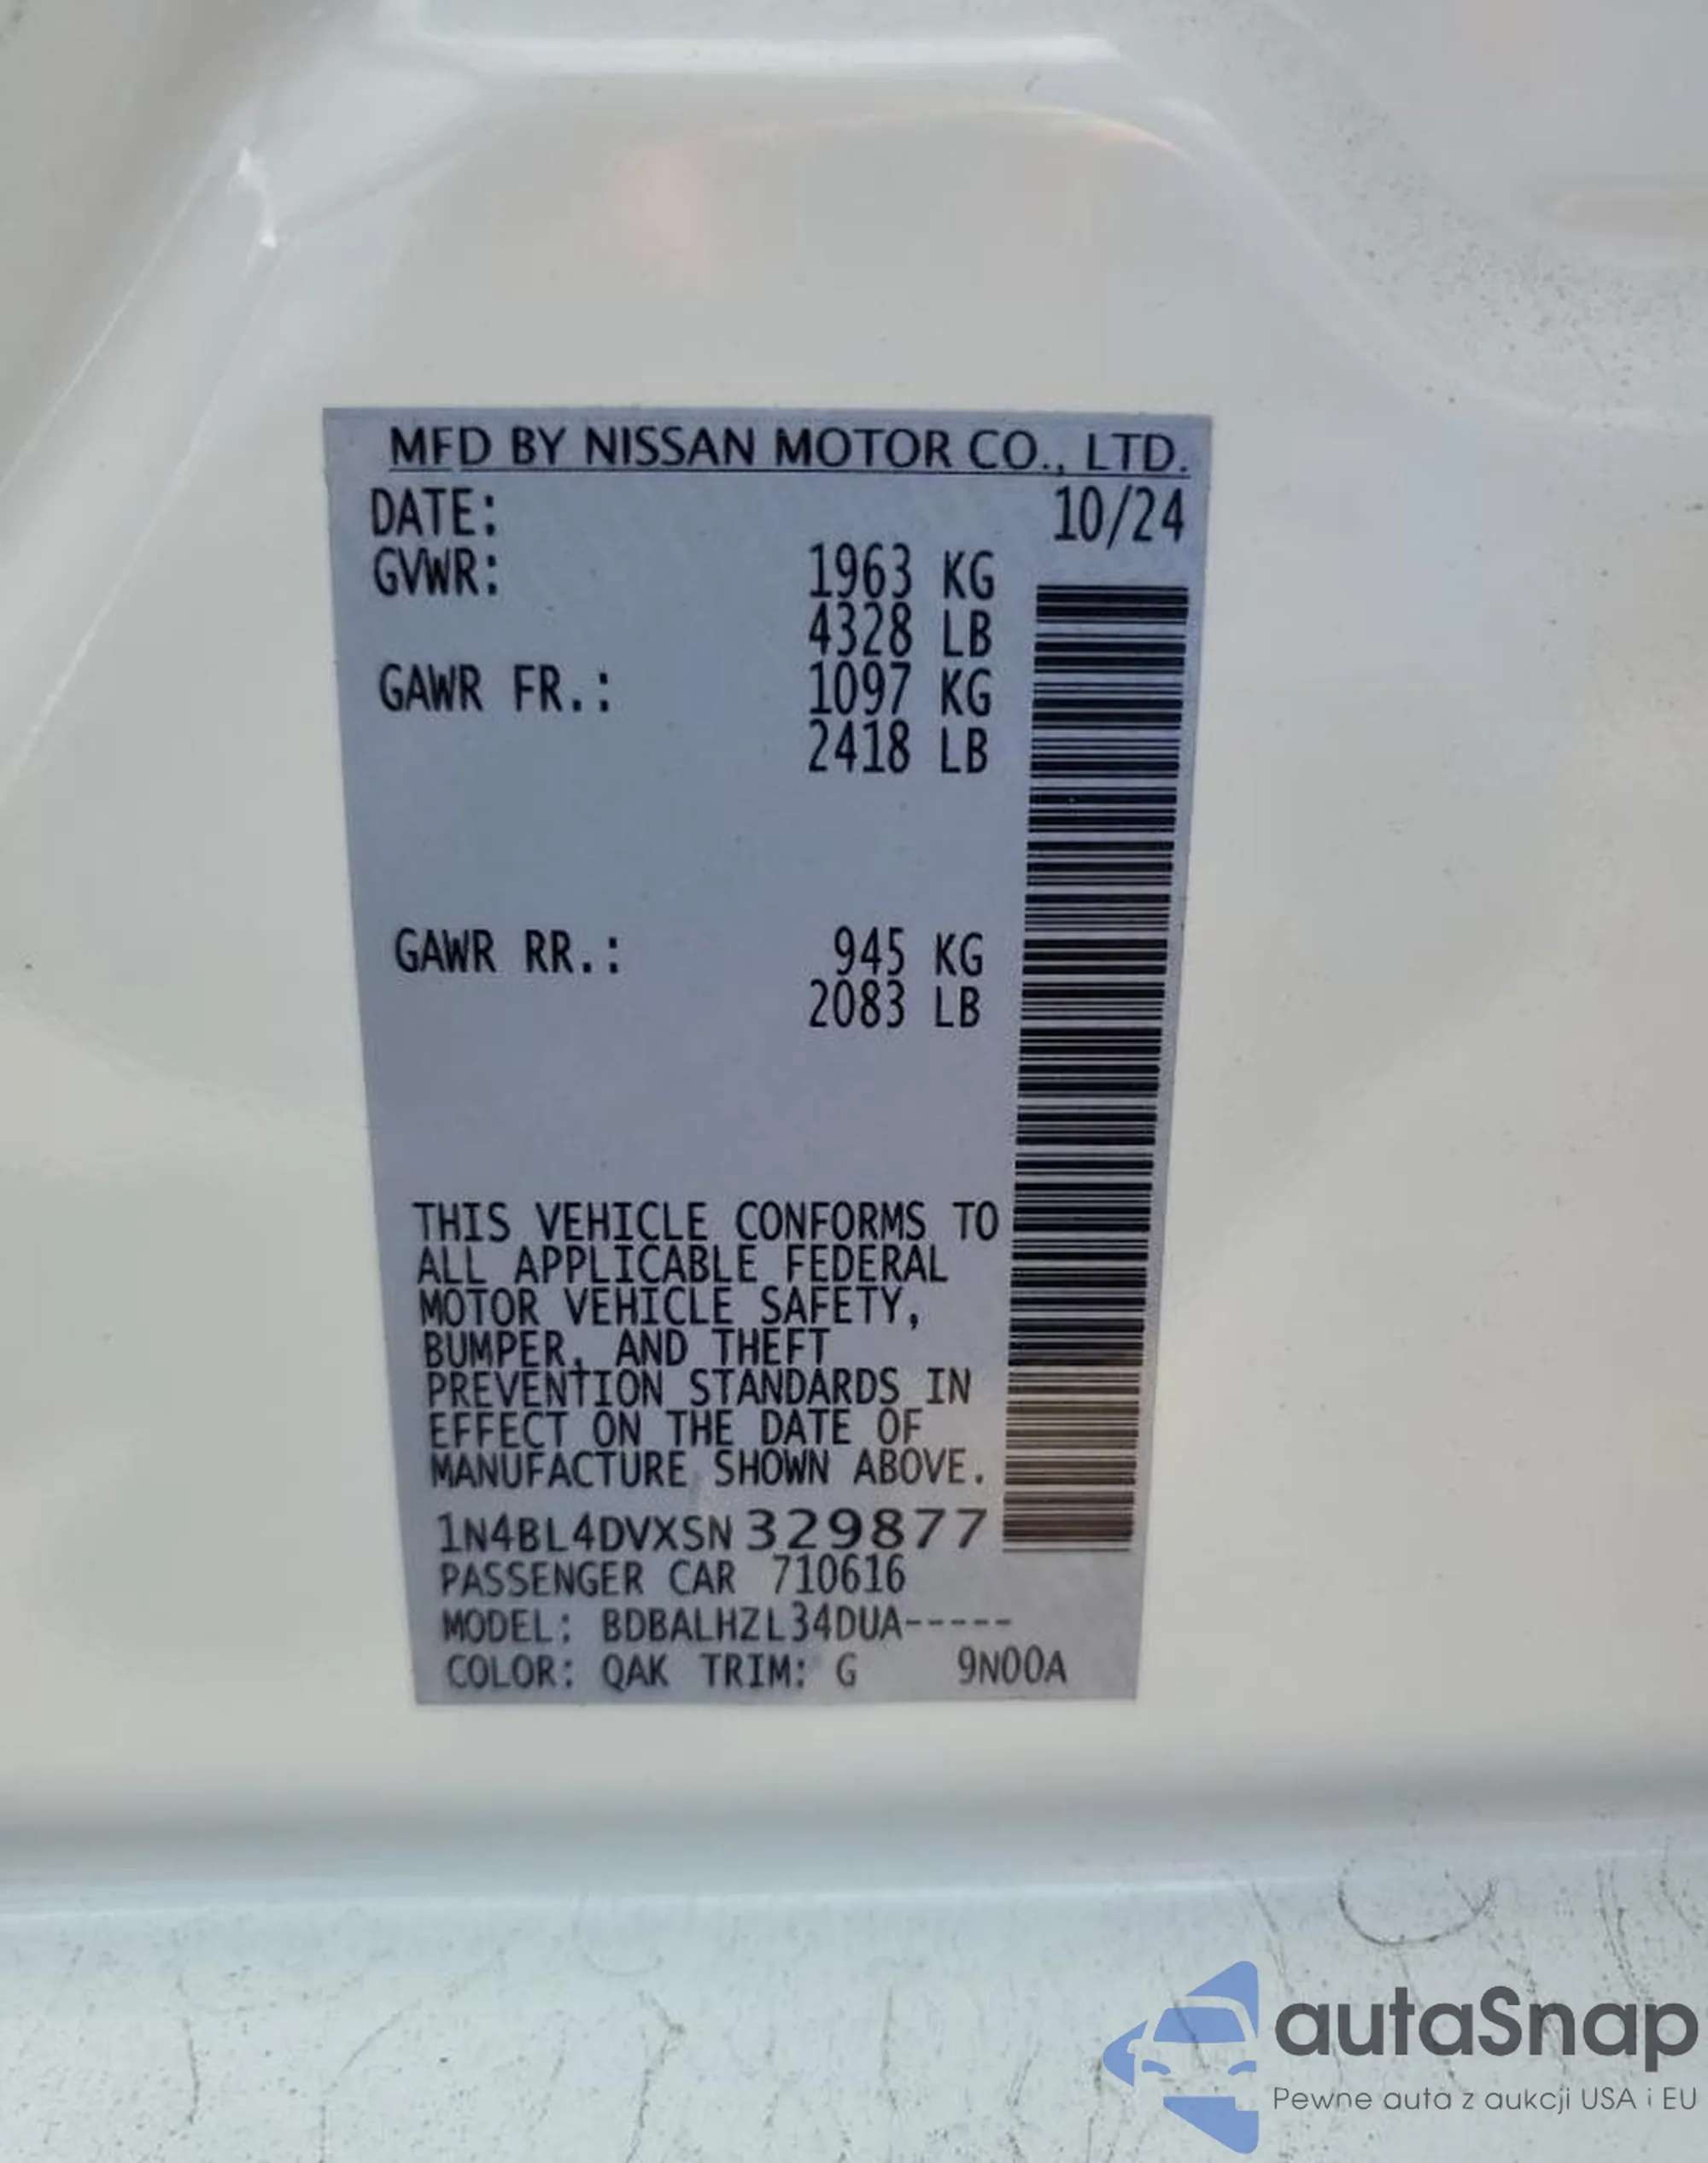 MFD BY NISSAN MOTOR CO., LTD.
DATE: 10/24
GVWR: 1963 KG
4328 LB
GAWR FR.: 1097 KG
2418 LB
GAWR RR.: 945 KG
2083 LB
THIS VEHICLE CONFORMS TO
ALL APPLICABLE FEDERAL
MOTOR VEHICLE SAFETY,
BUMPER, AND THEFT
PREVENTION STANDARDS IN
EFFECT ON THE DATE OF
MANUFACTURE SHOWN ABOVE.
1N4BL4DVXSN329877
PASSENGER CAR 710616
MODEL: BDBALHZL34DUA-----
COLOR: QAK TRIM: G 9N00A
autaSnap
Pewne auta z aukcji USA i EU